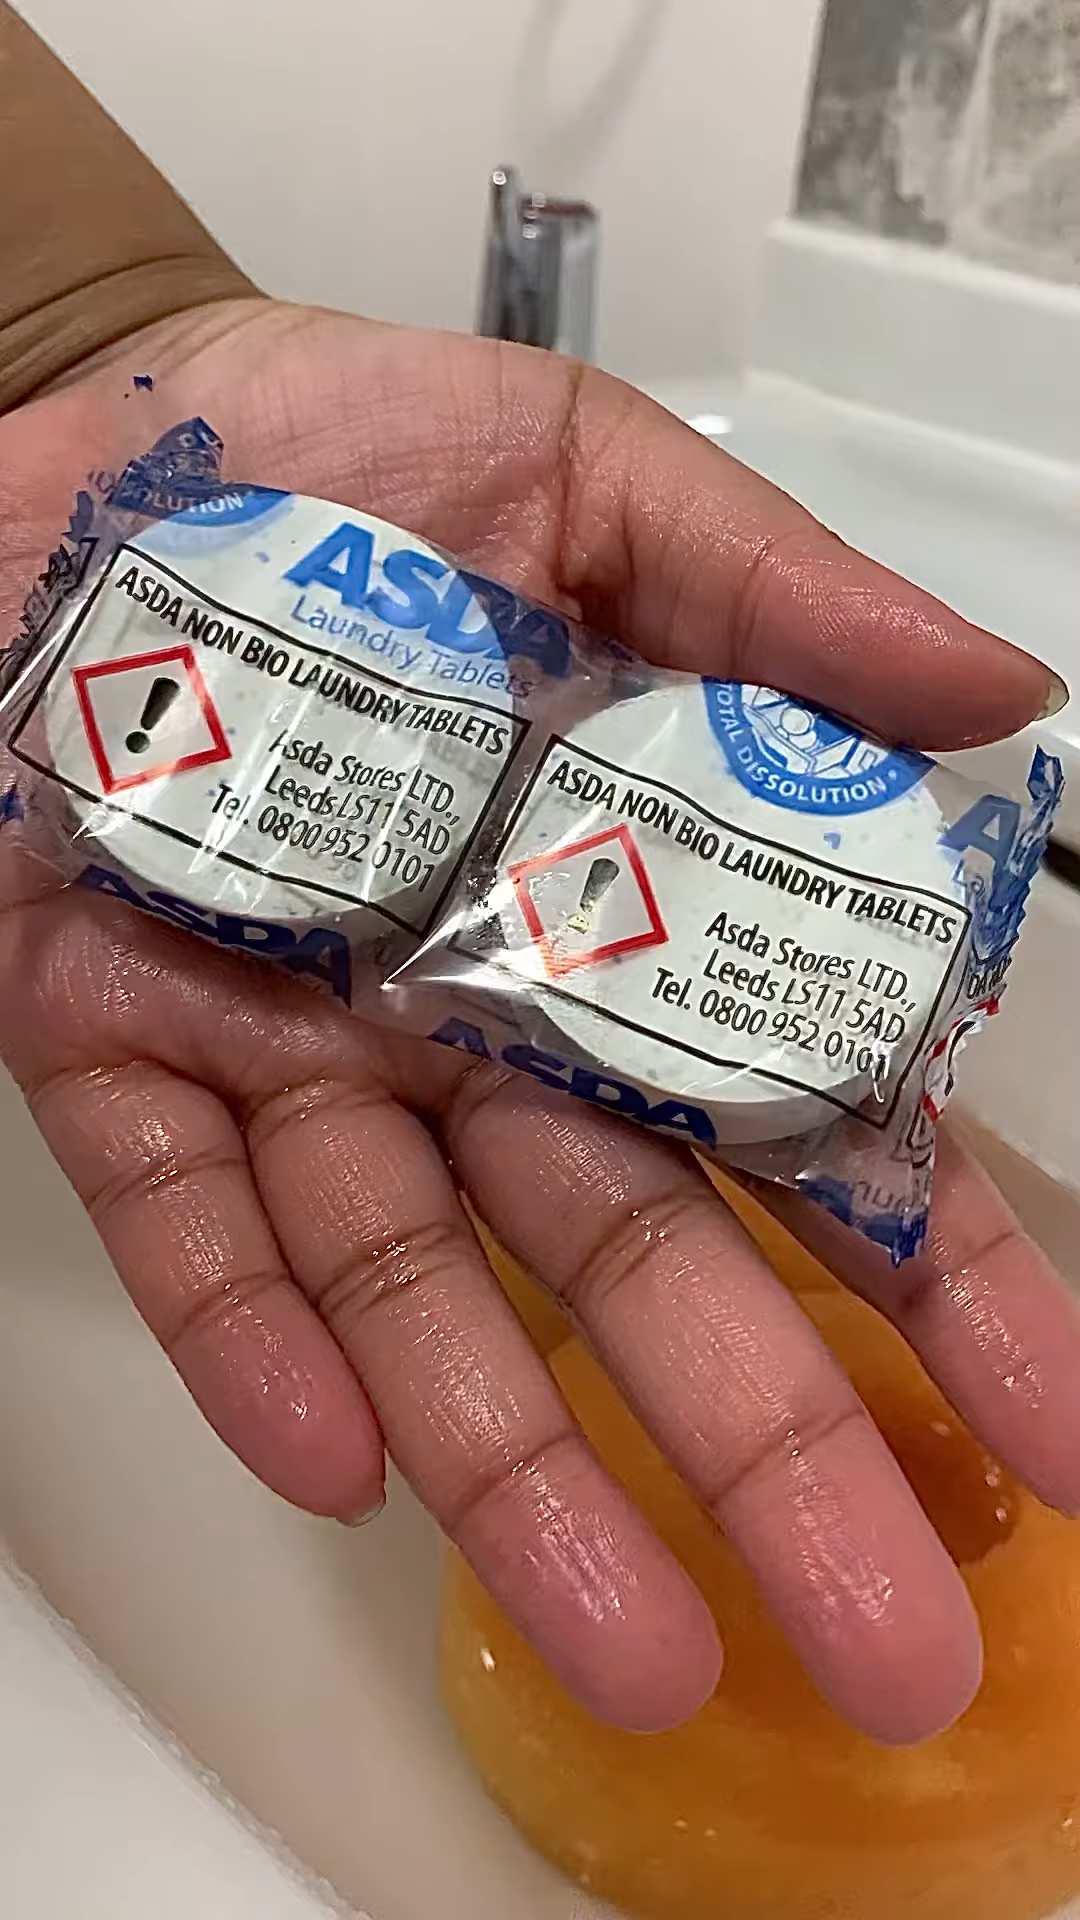 OLUTION
ASDA
Laundry Tablets
ASDA NON BIO LAUNDRY TABLETS
Asda Stores LTD.,
Leeds LS11 5AD
Tel. 0800 952 0101
ASDA
TOTAL DISSOLUTION
ASDA NON BIO LAUNDRY TABLETS
Asda Stores LTD.,
Leeds LS11 5AD
Tel. 0800 952 0101
A
ASDA